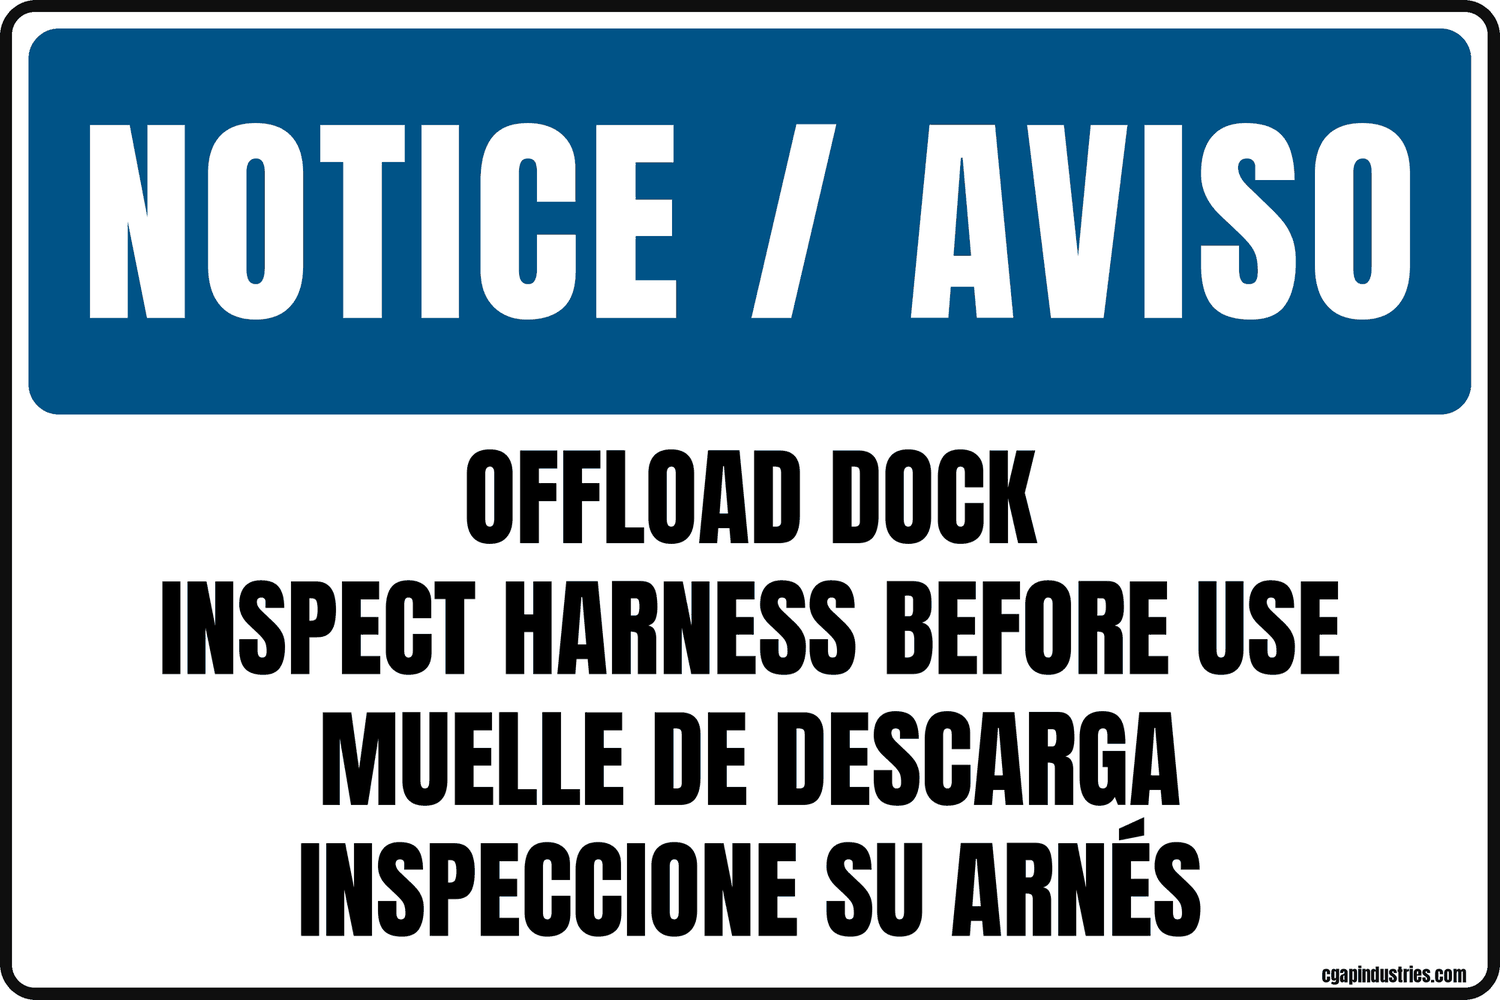 NOTICE / AVISO
OFFLOAD DOCK
INSPECT HARNESS BEFORE USE
MUELLE DE DESCARGA
INSPECCIONE SU ARNÉS
cgapindustries.com